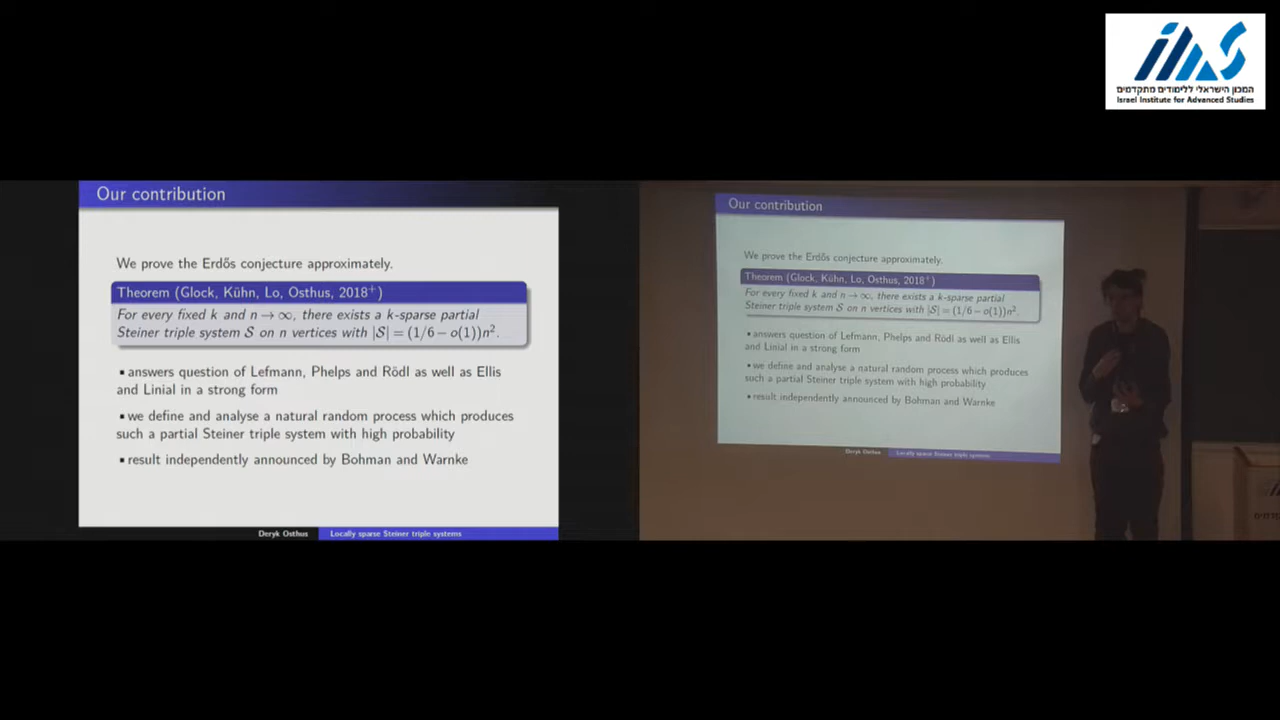 המכון הישראלי ללימודים מתקדמים
Israel Institute for Advanced Studies
Our contribution
We prove the Erdős conjecture approximately.
Theorem (Glock, Kühn, Lo, Osthus, 2018⁺)
For every fixed k and n → ∞, there exists a k-sparse partial
Steiner triple system S on n vertices with |S| = (1/6 − o(1))n².
▪ answers question of Lefmann, Phelps and Rödl as well as Ellis
and Linial in a strong form
▪ we define and analyse a natural random process which produces
such a partial Steiner triple system with high probability
▪ result independently announced by Bohman and Warnke
Deryk Osthus
Locally sparse Steiner triple systems
Our contribution
We prove the Erdős conjecture approximately.
Theorem (Glock, Kühn, Lo, Osthus, 2018⁺)
For every fixed k and n → ∞, there exists a k-sparse partial
Steiner triple system S on n vertices with |S| = (1/6 − o(1))n².
▪ answers question of Lefmann, Phelps and Rödl as well as Ellis
and Linial in a strong form
▪ we define and analyse a natural random process which produces
such a partial Steiner triple system with high probability
▪ result independently announced by Bohman and Warnke
Deryk Osthus
Locally sparse Steiner triple systems